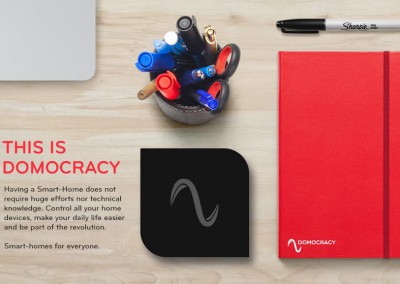 Sharpie
THIS IS
DOMOCRACY
Having a Smart-Home does not
require huge efforts nor technical
knowledge. Control all your home
devices, make your daily life easier
and be part of the revolution.
Smart-homes for everyone.
DOMOCRACY